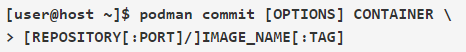 [user@host ~]$ podman commit [OPTIONS] CONTAINER \
> [REPOSITORY[:PORT]/]IMAGE_NAME[:TAG]